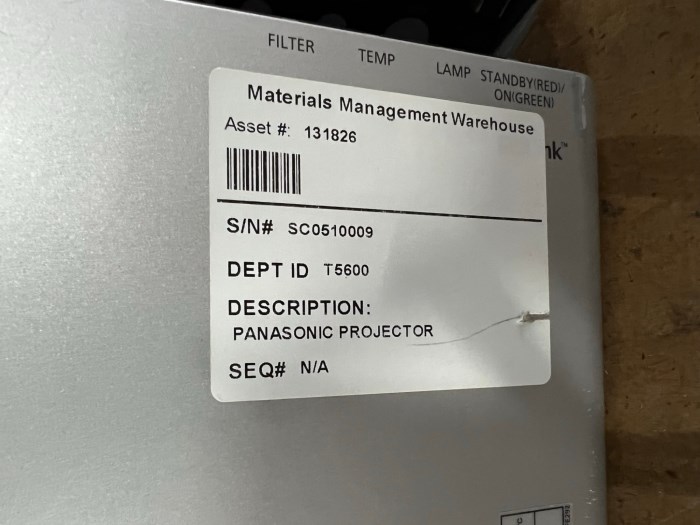 FILTER TEMP LAMP STANDBY(RED)/
ON(GREEN)
Materials Management Warehouse
Asset #: 131826
S/N# SC0510009
DEPT ID T5600
DESCRIPTION:
PANASONIC PROJECTOR
SEQ# N/A